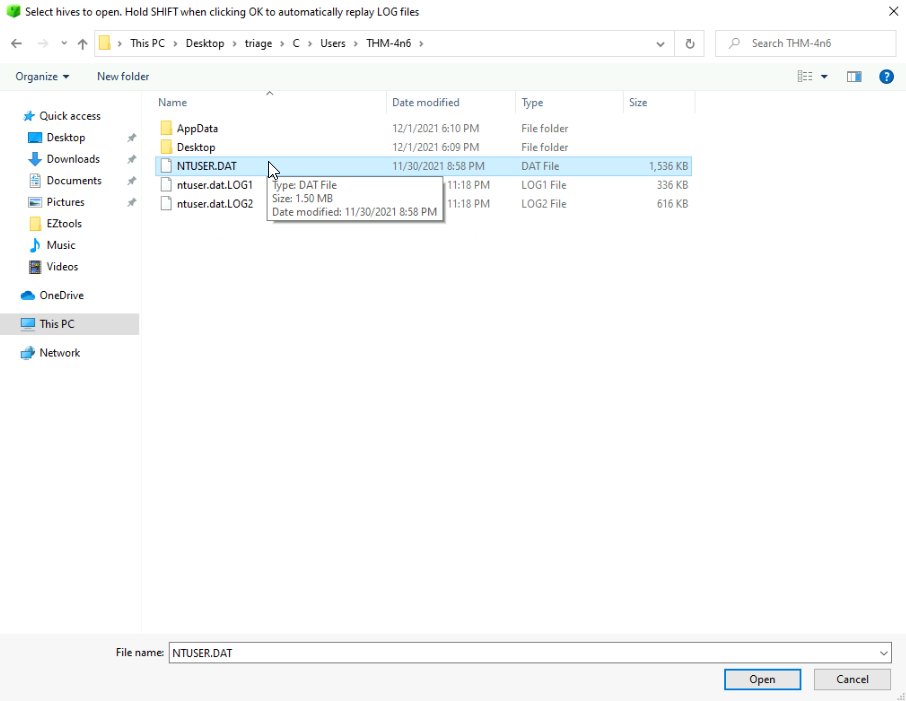 Select hives to open. Hold SHIFT when clicking OK to automatically replay LOG files
This PC > Desktop > triage > C > Users > THM-4n6 >
Search THM-4n6
Organize New folder
Name Date modified Type Size
Quick access
Desktop
Downloads
Documents
Pictures
EZtools
Music
Videos
OneDrive
This PC
Network
AppData 12/1/2021 6:10 PM File folder
Desktop 12/1/2021 6:09 PM File folder
NTUSER.DAT 11/30/2021 8:58 PM DAT File 1,536 KB
ntuser.dat.LOG1 11:18 PM LOG1 File 336 KB
ntuser.dat.LOG2 11:18 PM LOG2 File 616 KB
Type: DAT File
Size: 1.50 MB
Date modified: 11/30/2021 8:58 PM
File name: NTUSER.DAT
Open Cancel